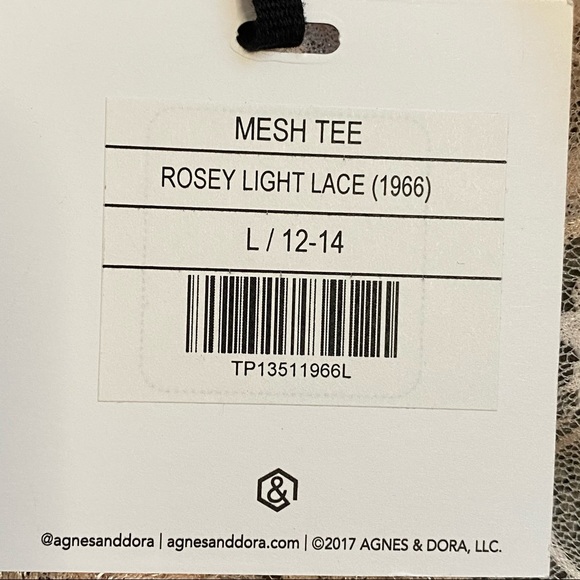 MESH TEE
ROSEY LIGHT LACE (1966)
L / 12-14
TP13511966L
&
@agnesanddora | agnesanddora.com | ©2017 AGNES & DORA, LLC.